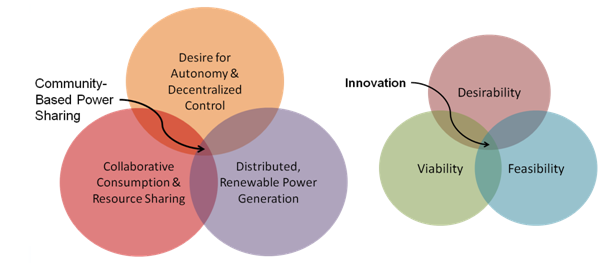 Desire for
Autonomy &
Decentralized
Control
Community-
Based Power
Sharing
Collaborative
Consumption &
Resource Sharing
Distributed,
Renewable Power
Generation
Innovation
Desirability
Viability
Feasibility